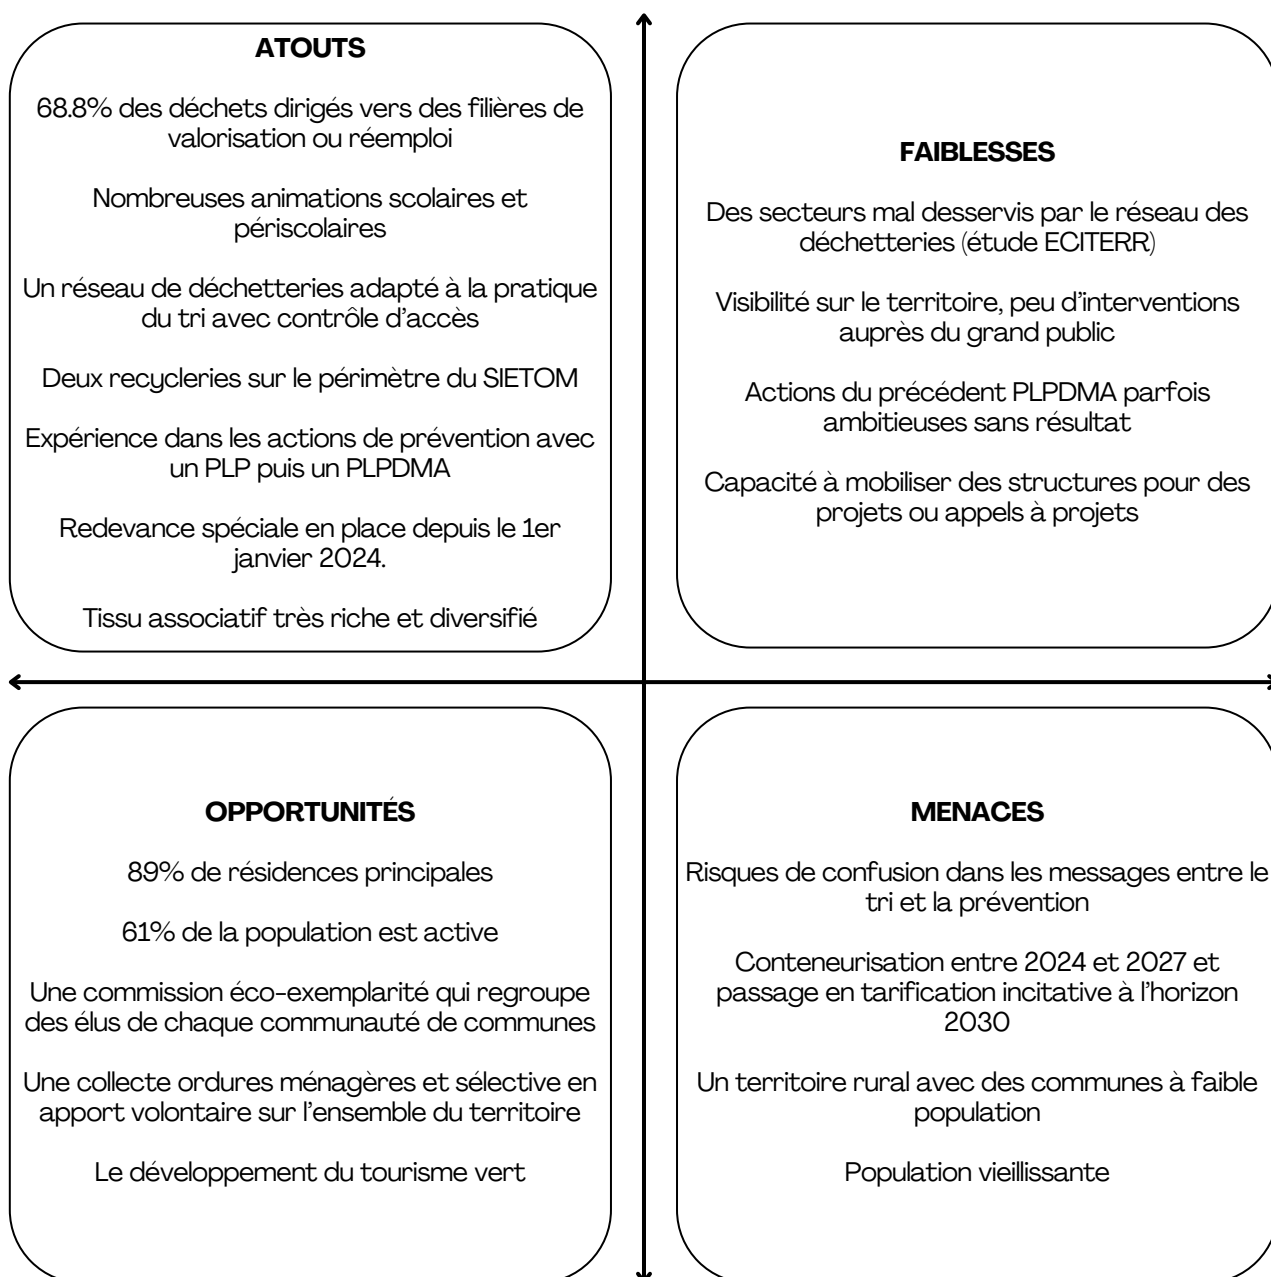 ATOUTS
68.8% des déchets dirigés vers des filières de
valorisation ou réemploi
Nombreuses animations scolaires et
périscolaires
Un réseau de déchetteries adapté à la pratique
du tri avec contrôle d'accès
Deux recycleries sur le périmètre du SIETOM
Expérience dans les actions de prévention avec
un PLP puis un PLPDMA
Redevance spéciale en place depuis le 1er
janvier 2024.
Tissu associatif très riche et diversifié
FAIBLESSES
Des secteurs mal desservis par le réseau des
déchetteries (étude ECITERR)
Visibilité sur le territoire, peu d'interventions
auprès du grand public
Actions du précédent PLPDMA parfois
ambitieuses sans résultat
Capacité à mobiliser des structures pour des
projets ou appels à projets
OPPORTUNITÉS
89% de résidences principales
61% de la population est active
Une commission éco-exemplarité qui regroupe
des élus de chaque communauté de communes
Une collecte ordures ménagères et sélective en
apport volontaire sur l'ensemble du territoire
Le développement du tourisme vert
MENACES
Risques de confusion dans les messages entre le
tri et la prévention
Conteneurisation entre 2024 et 2027 et
passage en tarification incitative à l'horizon
2030
Un territoire rural avec des communes à faible
population
Population vieillissante